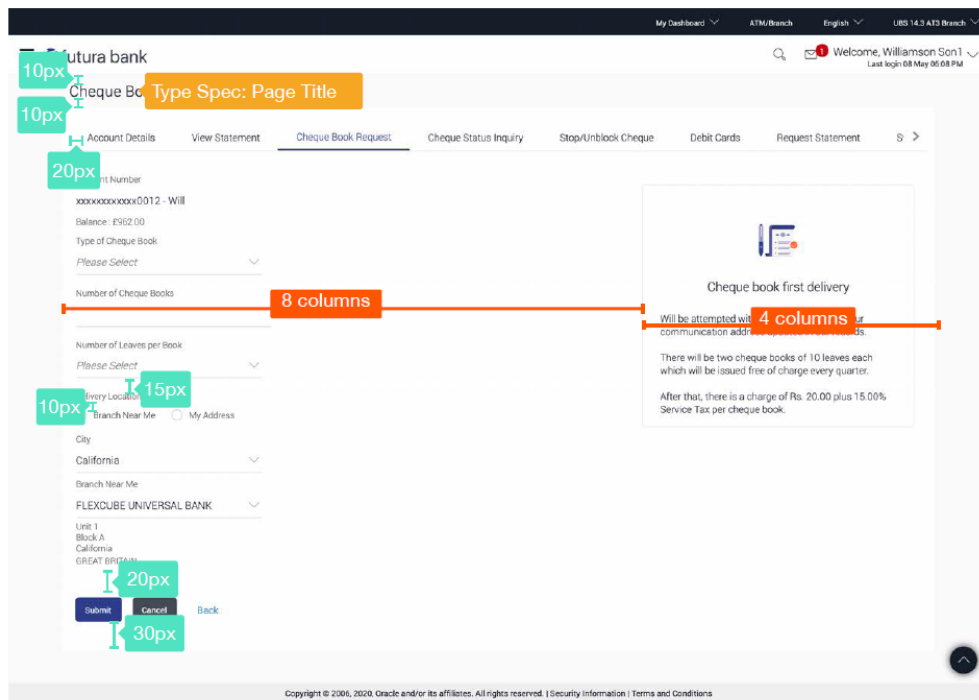 My Dashboard ATM/Branch English UBS 14.3 AT3 Branch
futura bank
1 Welcome, Williamson Son1
Last login 08 May 06:08 PM
10px
Cheque Bo Type Spec: Page Title
10px
Account Details View Statement Cheque Book Request Cheque Status Inquiry Stop/Unblock Cheque Debit Cards Request Statement S
20px
nt Number
xxxxxxxxxxxx0012 - Will
Balance : £962.00
Type of Cheque Book
Please Select
Number of Cheque Books
8 columns
Number of Leaves per Book
Plaese Select
15px
livery Location
10px
Branch Near Me My Address
City
California
Branch Near Me
FLEXCUBE UNIVERSAL BANK
Unit 1
Block A
California
GREAT BRITAIN
20px
Submit Cancel Back
30px
Cheque book first delivery
Will be attempted wit ur
4 columns
communication addr
There will be two cheque books of 10 leaves each
which will be issued free of charge every quarter.
After that, there is a charge of Rs. 20.00 plus 15.00%
Service Tax per cheque book.
Copyright © 2006, 2020, Oracle and/or its affiliates. All rights reserved. | Security Information | Terms and Conditions